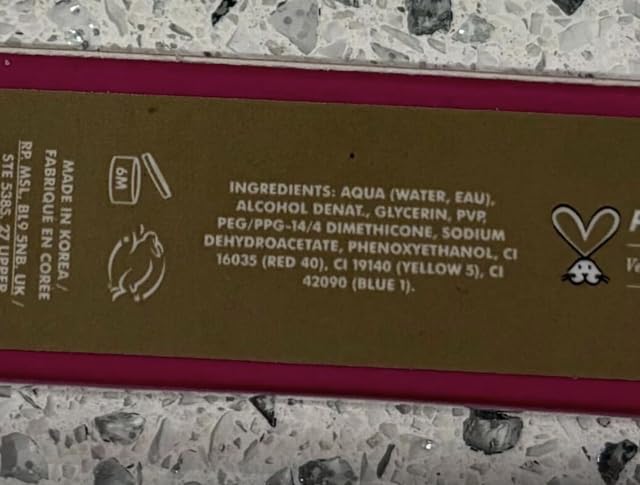 INGREDIENTS: AQUA (WATER, EAU),
ALCOHOL DENAT., GLYCERIN, PVP,
PEG/PPG-14/4 DIMETHICONE, SODIUM
DEHYDROACETATE, PHENOXYETHANOL, CI
16035 (RED 40), CI 19140 (YELLOW 5), CI
42090 (BLUE 1).
6M
MADE IN KOREA /
FABRIQUE EN CORÉE
RP. MSL, BL9 5NB. UK /
STE 5385, 27 UPPER
Ve